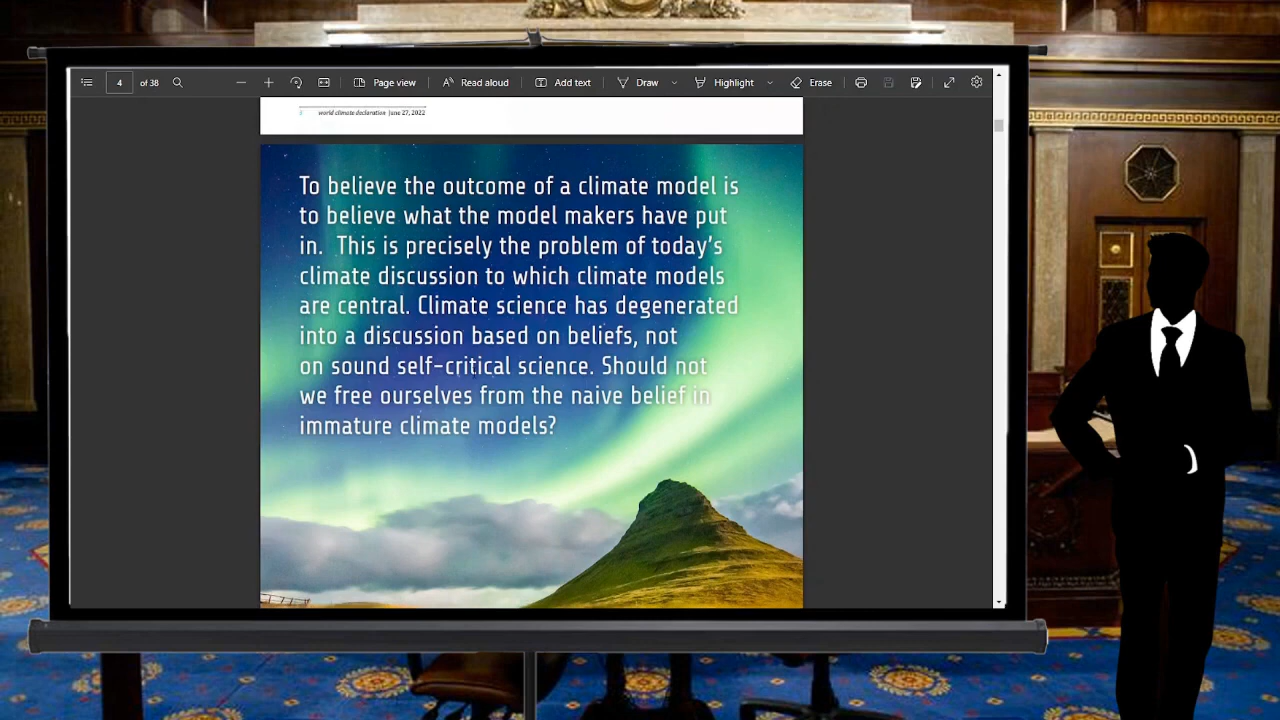 4 of 38 Page view Read aloud Add text Draw Highlight Erase
world climate declaration June 27, 2022
To believe the outcome of a climate model is
to believe what the model makers have put
in. This is precisely the problem of today's
climate discussion to which climate models
are central. Climate science has degenerated
into a discussion based on beliefs, not
on sound self-critical science. Should not
we free ourselves from the naive belief in
immature climate models?